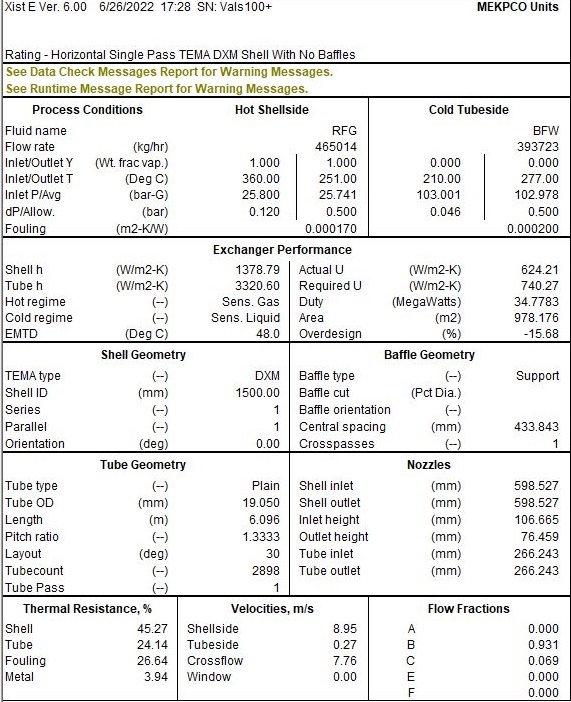 Xist E Ver. 6.00 6/26/2022 17:28 SN: Vals100+ MEKPCO Units
Rating - Horizontal Single Pass TEMA DXM Shell With No Baffles
See Data Check Messages Report for Warning Messages.
See Runtime Message Report for Warning Messages.
Process Conditions Hot Shellside Cold Tubeside
Fluid name RFG BFW
Flow rate (kg/hr) 465014 393723
Inlet/Outlet Y (Wt. frac vap.) 1.000 1.000 0.000 0.000
Inlet/Outlet T (Deg C) 360.00 251.00 210.00 277.00
Inlet P/Avg (bar-G) 25.800 25.741 103.001 102.978
dP/Allow. (bar) 0.120 0.500 0.046 0.500
Fouling (m2-K/W) 0.000170 0.000200
Exchanger Performance
Shell h (W/m2-K) 1378.79 Actual U (W/m2-K) 624.21
Tube h (W/m2-K) 3320.60 Required U (W/m2-K) 740.27
Hot regime (--) Sens. Gas Duty (MegaWatts) 34.7783
Cold regime (--) Sens. Liquid Area (m2) 978.176
EMTD (Deg C) 48.0 Overdesign (%) -15.68
Shell Geometry Baffle Geometry
TEMA type (--) DXM Baffle type (--) Support
Shell ID (mm) 1500.00 Baffle cut (Pct Dia.)
Series (--) 1 Baffle orientation (--)
Parallel (--) 1 Central spacing (mm) 433.843
Orientation (deg) 0.00 Crosspasses (--) 1
Tube Geometry Nozzles
Tube type (--) Plain Shell inlet (mm) 598.527
Tube OD (mm) 19.050 Shell outlet (mm) 598.527
Length (m) 6.096 Inlet height (mm) 106.665
Pitch ratio (--) 1.3333 Outlet height (mm) 76.459
Layout (deg) 30 Tube inlet (mm) 266.243
Tubecount (--) 2898 Tube outlet (mm) 266.243
Tube Pass (--) 1
Thermal Resistance, % Velocities, m/s Flow Fractions
Shell 45.27 Shellside 8.95 A 0.000
Tube 24.14 Tubeside 0.27 B 0.931
Fouling 26.64 Crossflow 7.76 C 0.069
Metal 3.94 Window 0.00 E 0.000
F 0.000